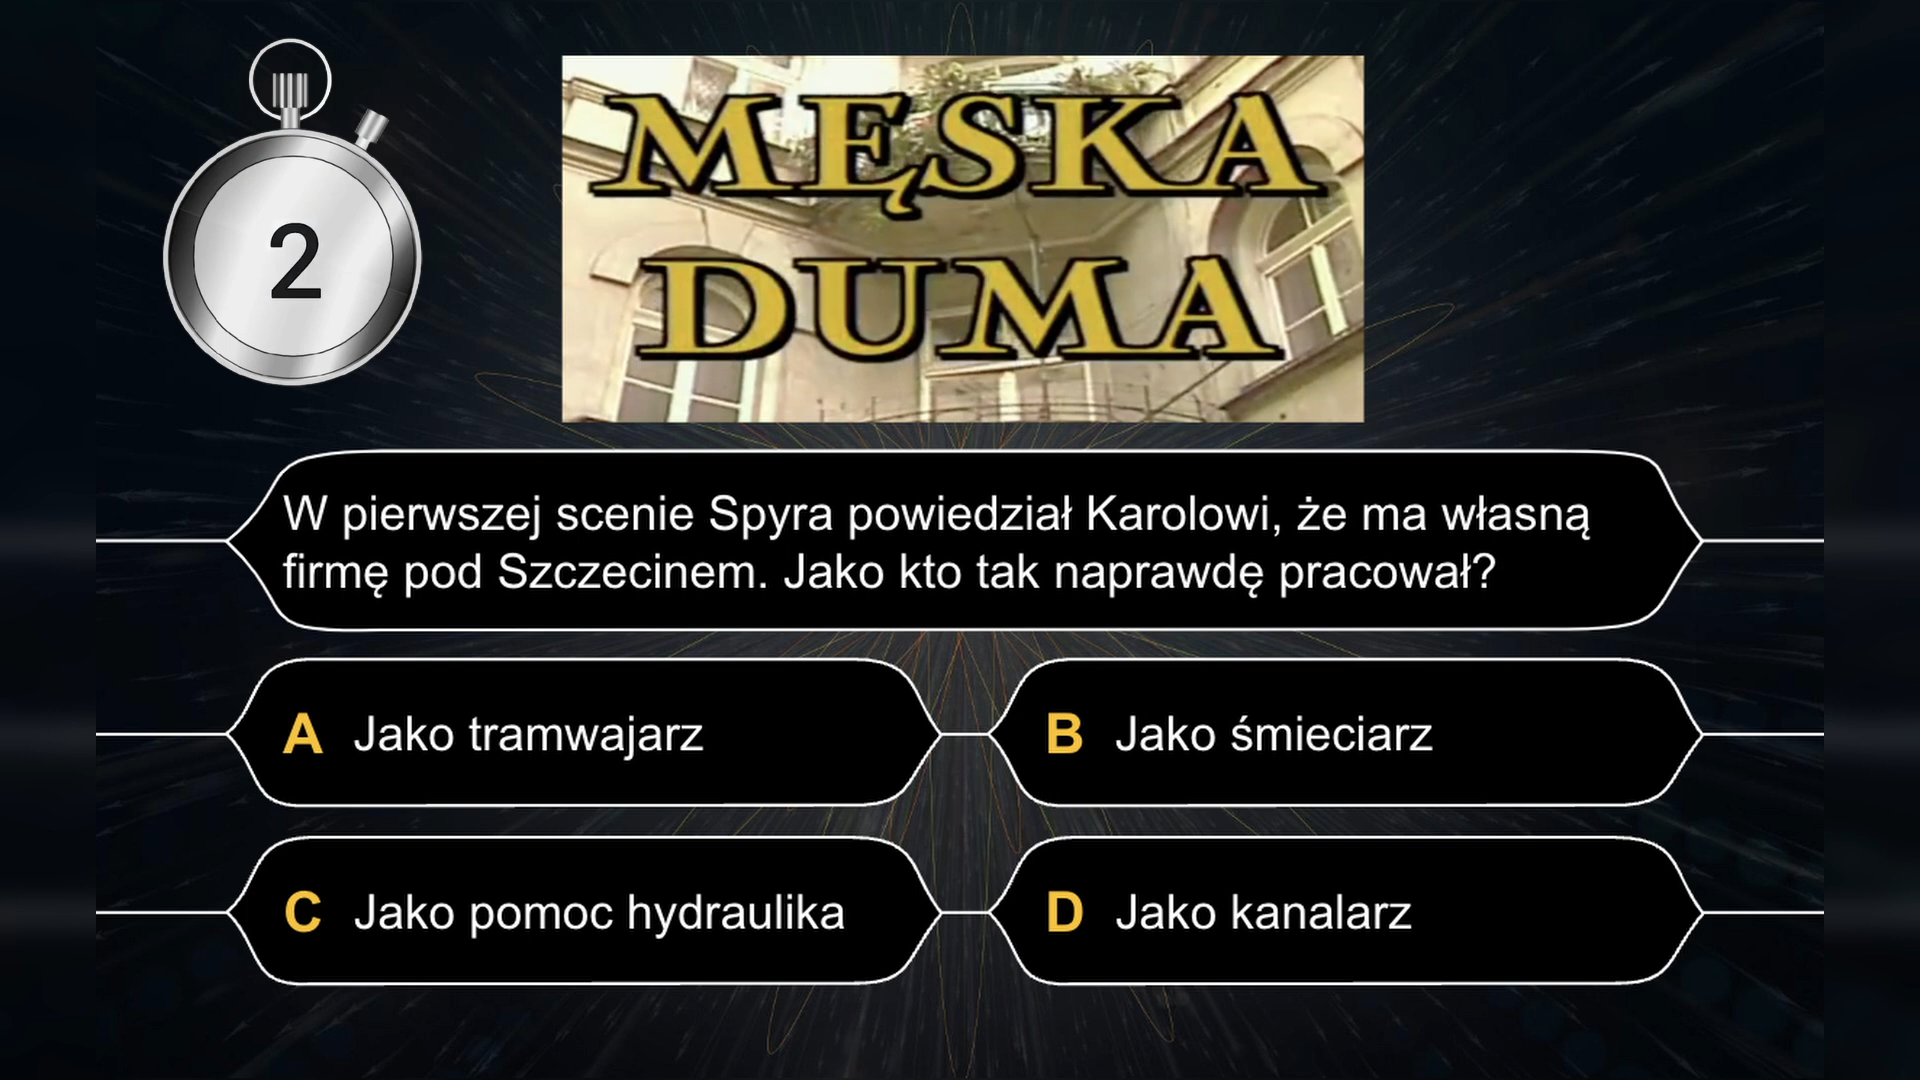 2
MĘSKA
DUMA
W pierwszej scenie Spyra powiedział Karolowi, że ma własną
firmę pod Szczecinem. Jako kto tak naprawdę pracował?
A Jako tramwajarz
B Jako śmieciarz
C Jako pomoc hydraulika
D Jako kanalarz